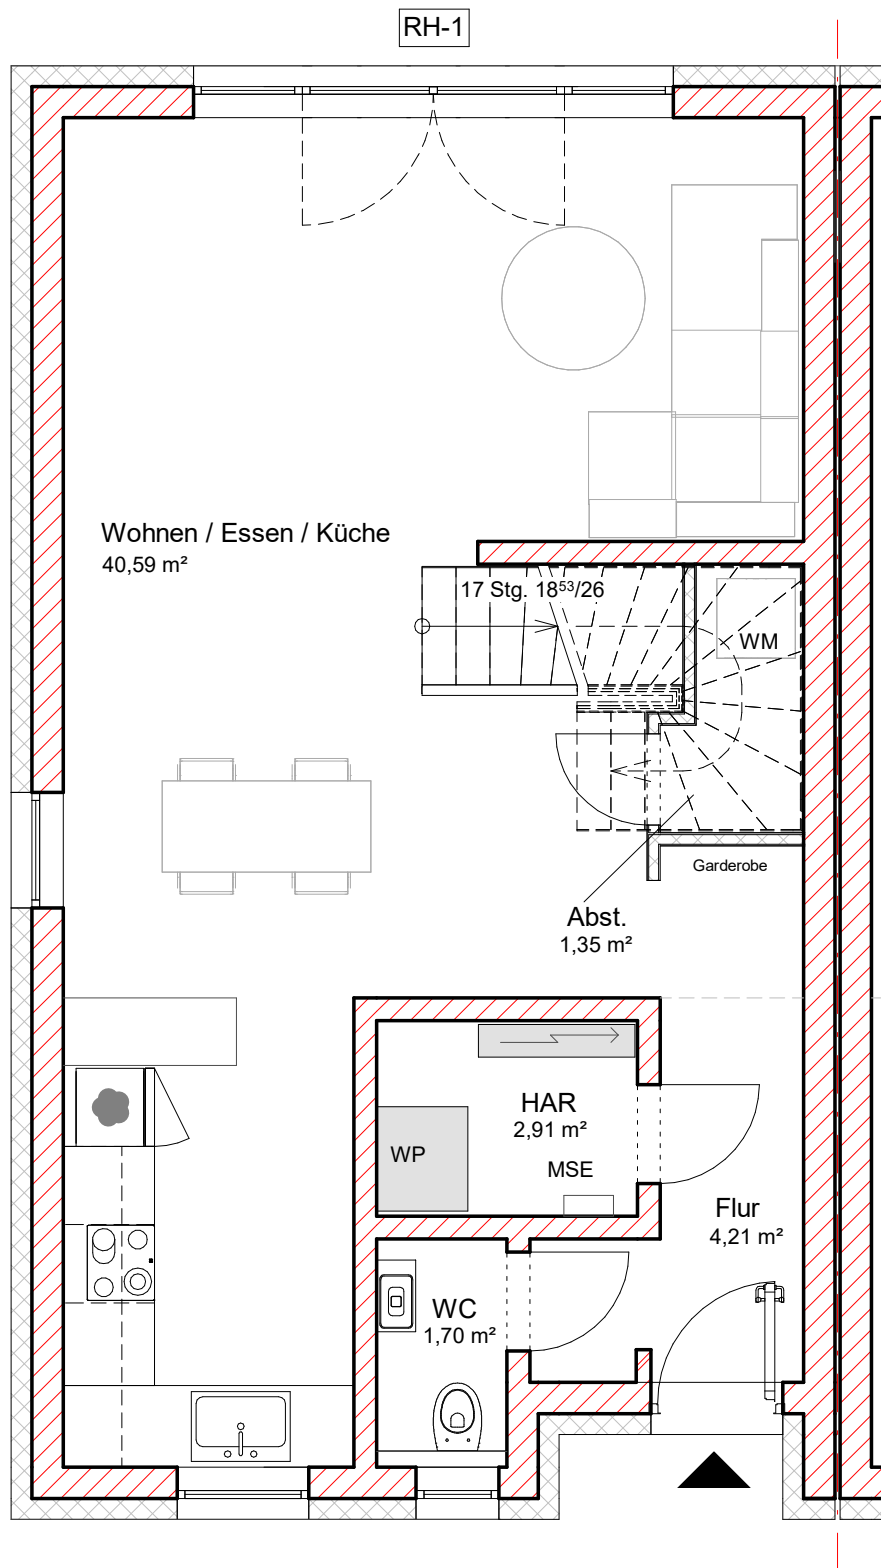 RH-1
Wohnen / Essen / Küche
40,59 m²
17 Stg. 18⁵³/26
WM
Garderobe
Abst.
1,35 m²
HAR
2,91 m²
WP
MSE
Flur
4,21 m²
WC
1,70 m²